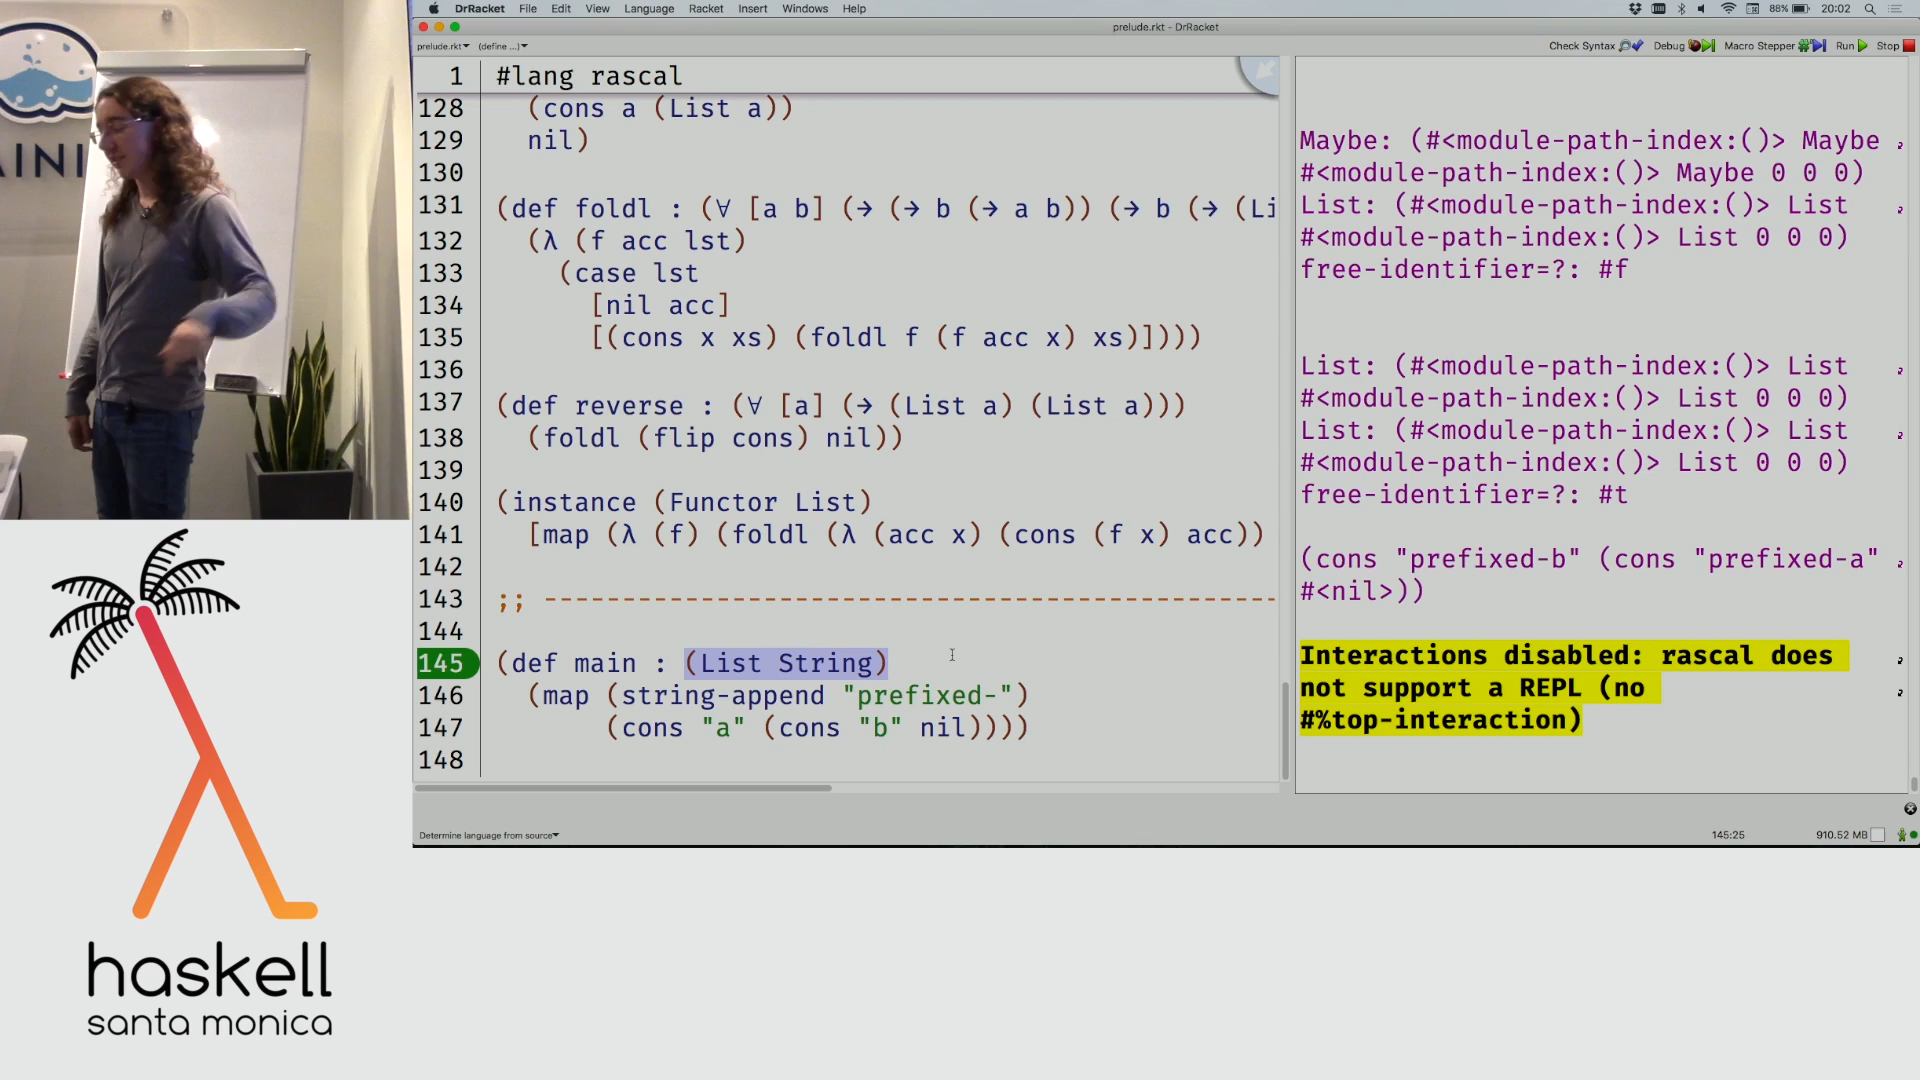 DrRacket File Edit View Language Racket Insert Windows Help
88% 20:02
prelude.rkt - DrRacket
prelude.rkt (define ...)
Check Syntax Debug Macro Stepper Run Stop
1 #lang rascal
128 (cons a (List a))
129 nil)
130
131 (def foldl : (∀ [a b] (→ (→ b (→ a b)) (→ b (→ (Li
132 (λ (f acc lst)
133 (case lst
134 [nil acc]
135 [(cons x xs) (foldl f (f acc x) xs)])))
136
137 (def reverse : (∀ [a] (→ (List a) (List a)))
138 (foldl (flip cons) nil))
139
140 (instance (Functor List)
141 [map (λ (f) (foldl (λ (acc x) (cons (f x) acc))
142
143 ;; -----------------------------------------------
144
145 (def main : (List String)
146 (map (string-append "prefixed-")
147 (cons "a" (cons "b" nil))))
148
Maybe: (#<module-path-index:()> Maybe
#<module-path-index:()> Maybe 0 0 0)
List: (#<module-path-index:()> List
#<module-path-index:()> List 0 0 0)
free-identifier=?: #f
List: (#<module-path-index:()> List
#<module-path-index:()> List 0 0 0)
List: (#<module-path-index:()> List
#<module-path-index:()> List 0 0 0)
free-identifier=?: #t
(cons "prefixed-b" (cons "prefixed-a"
#<nil>))
Interactions disabled: rascal does
not support a REPL (no
#%top-interaction)
Determine language from source
145:25
910.52 MB
haskell
santa monica